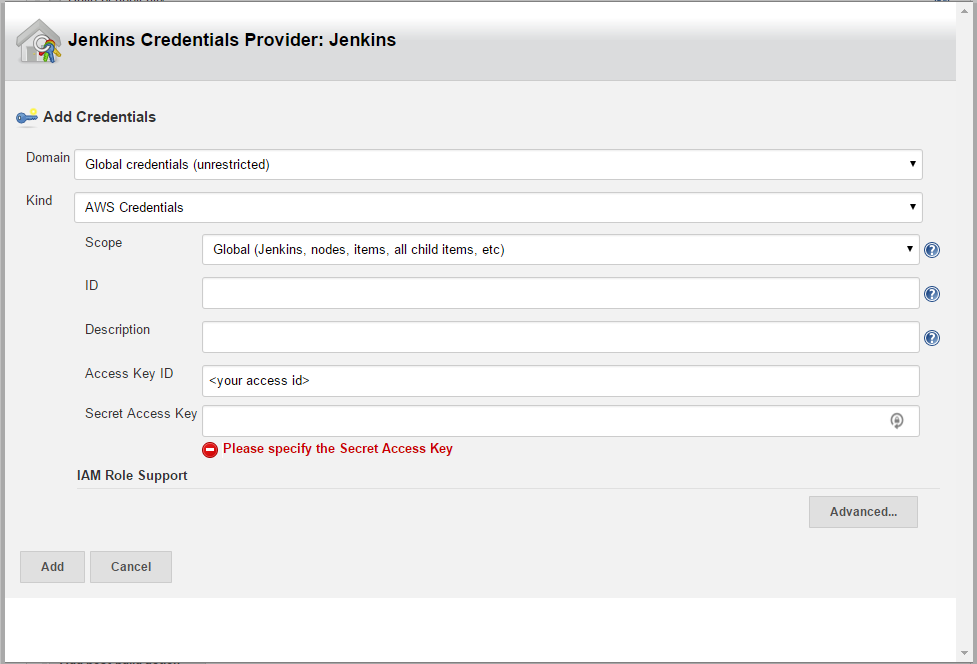 Jenkins Credentials Provider: Jenkins
Add Credentials
Domain
Global credentials (unrestricted)
Kind
AWS Credentials
Scope
Global (Jenkins, nodes, items, all child items, etc)
ID
Description
Access Key ID
<your access id>
Secret Access Key
Please specify the Secret Access Key
IAM Role Support
Advanced...
Add
Cancel